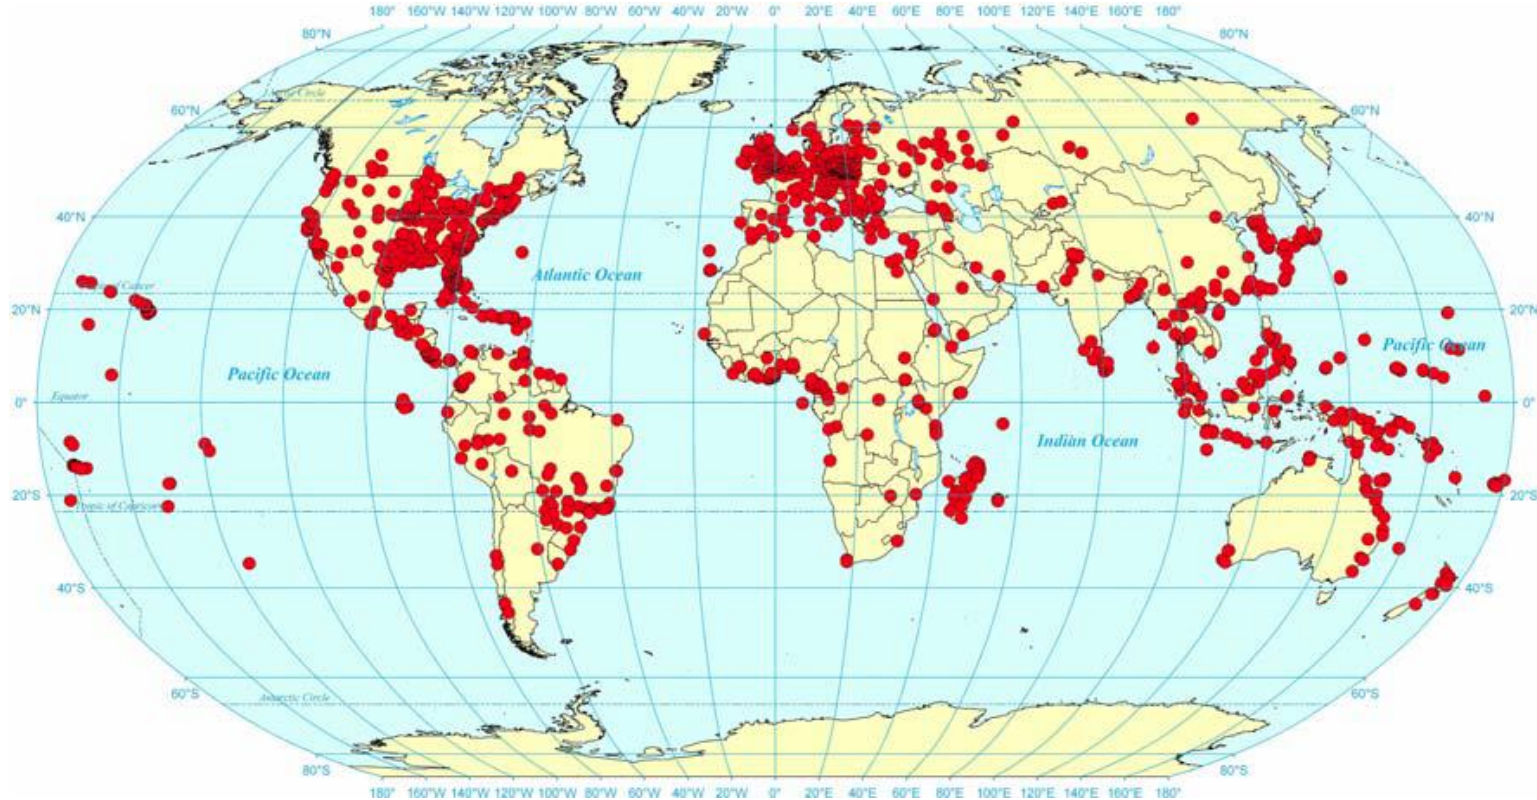 180° 160°W 140°W 120°W 100°W 80°W 60°W 40°W 20°W 0° 20°E 40°E 60°E 80°E 100°E 120°E 140°E 160°E 180°
80°N 80°N
Circle
60°N 60°N
40°N 40°N
Atlantic Ocean
of Cancer
20°N 20°N
Pacific Ocean
Pacific Ocean
Equator
0° 0°
Indian Ocean
20°S 20°S
Tropic of Capricorn
40°S 40°S
60°S 60°S
Antarctic Circle
80°S 80°S
180° 160°W 140°W 120°W 100°W 80°W 60°W 40°W 20°W 0° 20°E 40°E 60°E 80°E 100°E 120°E 140°E 160°E 180°